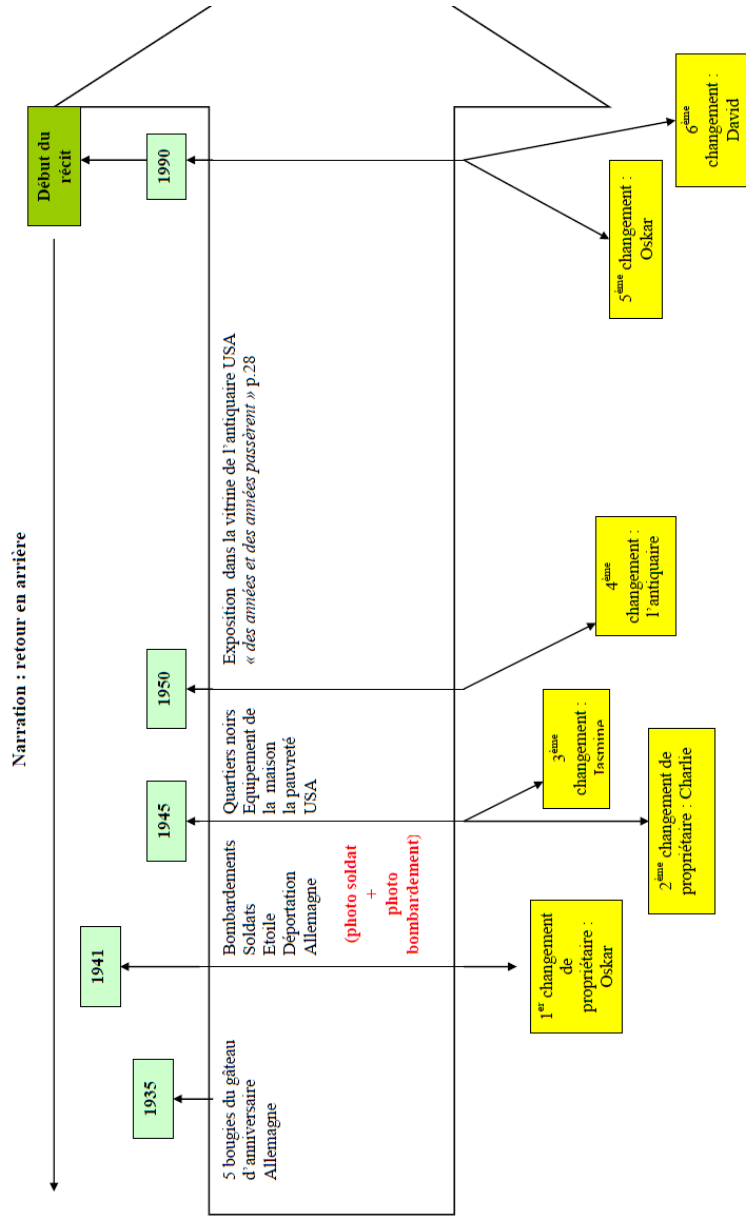 Narration : retour en arrière
Début du
récit
1935
1941
1945
1950
1990
5 bougies du gâteau
d'anniversaire
Allemagne
Bombardements
Soldats
Etoile
Déportation
Allemagne
(photo soldat
+
photo
bombardement)
Quartiers noirs
Equipement de
la maison
la pauvreté
USA
Exposition dans la vitrine de l'antiquaire USA
« des années et des années passèrent » p.28
1er changement
de
propriétaire :
Oskar
2ème changement de
propriétaire : Charlie
3ème
changement :
Jasmine
4ème
changement :
l'antiquaire
5ème changement :
Oskar
6ème
changement :
David